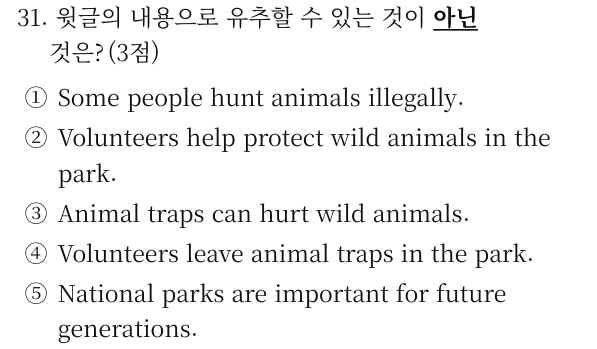 31. 윗글의 내용으로 유추할 수 있는 것이 아닌
것은? (3점)
① Some people hunt animals illegally.
② Volunteers help protect wild animals in the
park.
③ Animal traps can hurt wild animals.
④ Volunteers leave animal traps in the park.
⑤ National parks are important for future
generations.